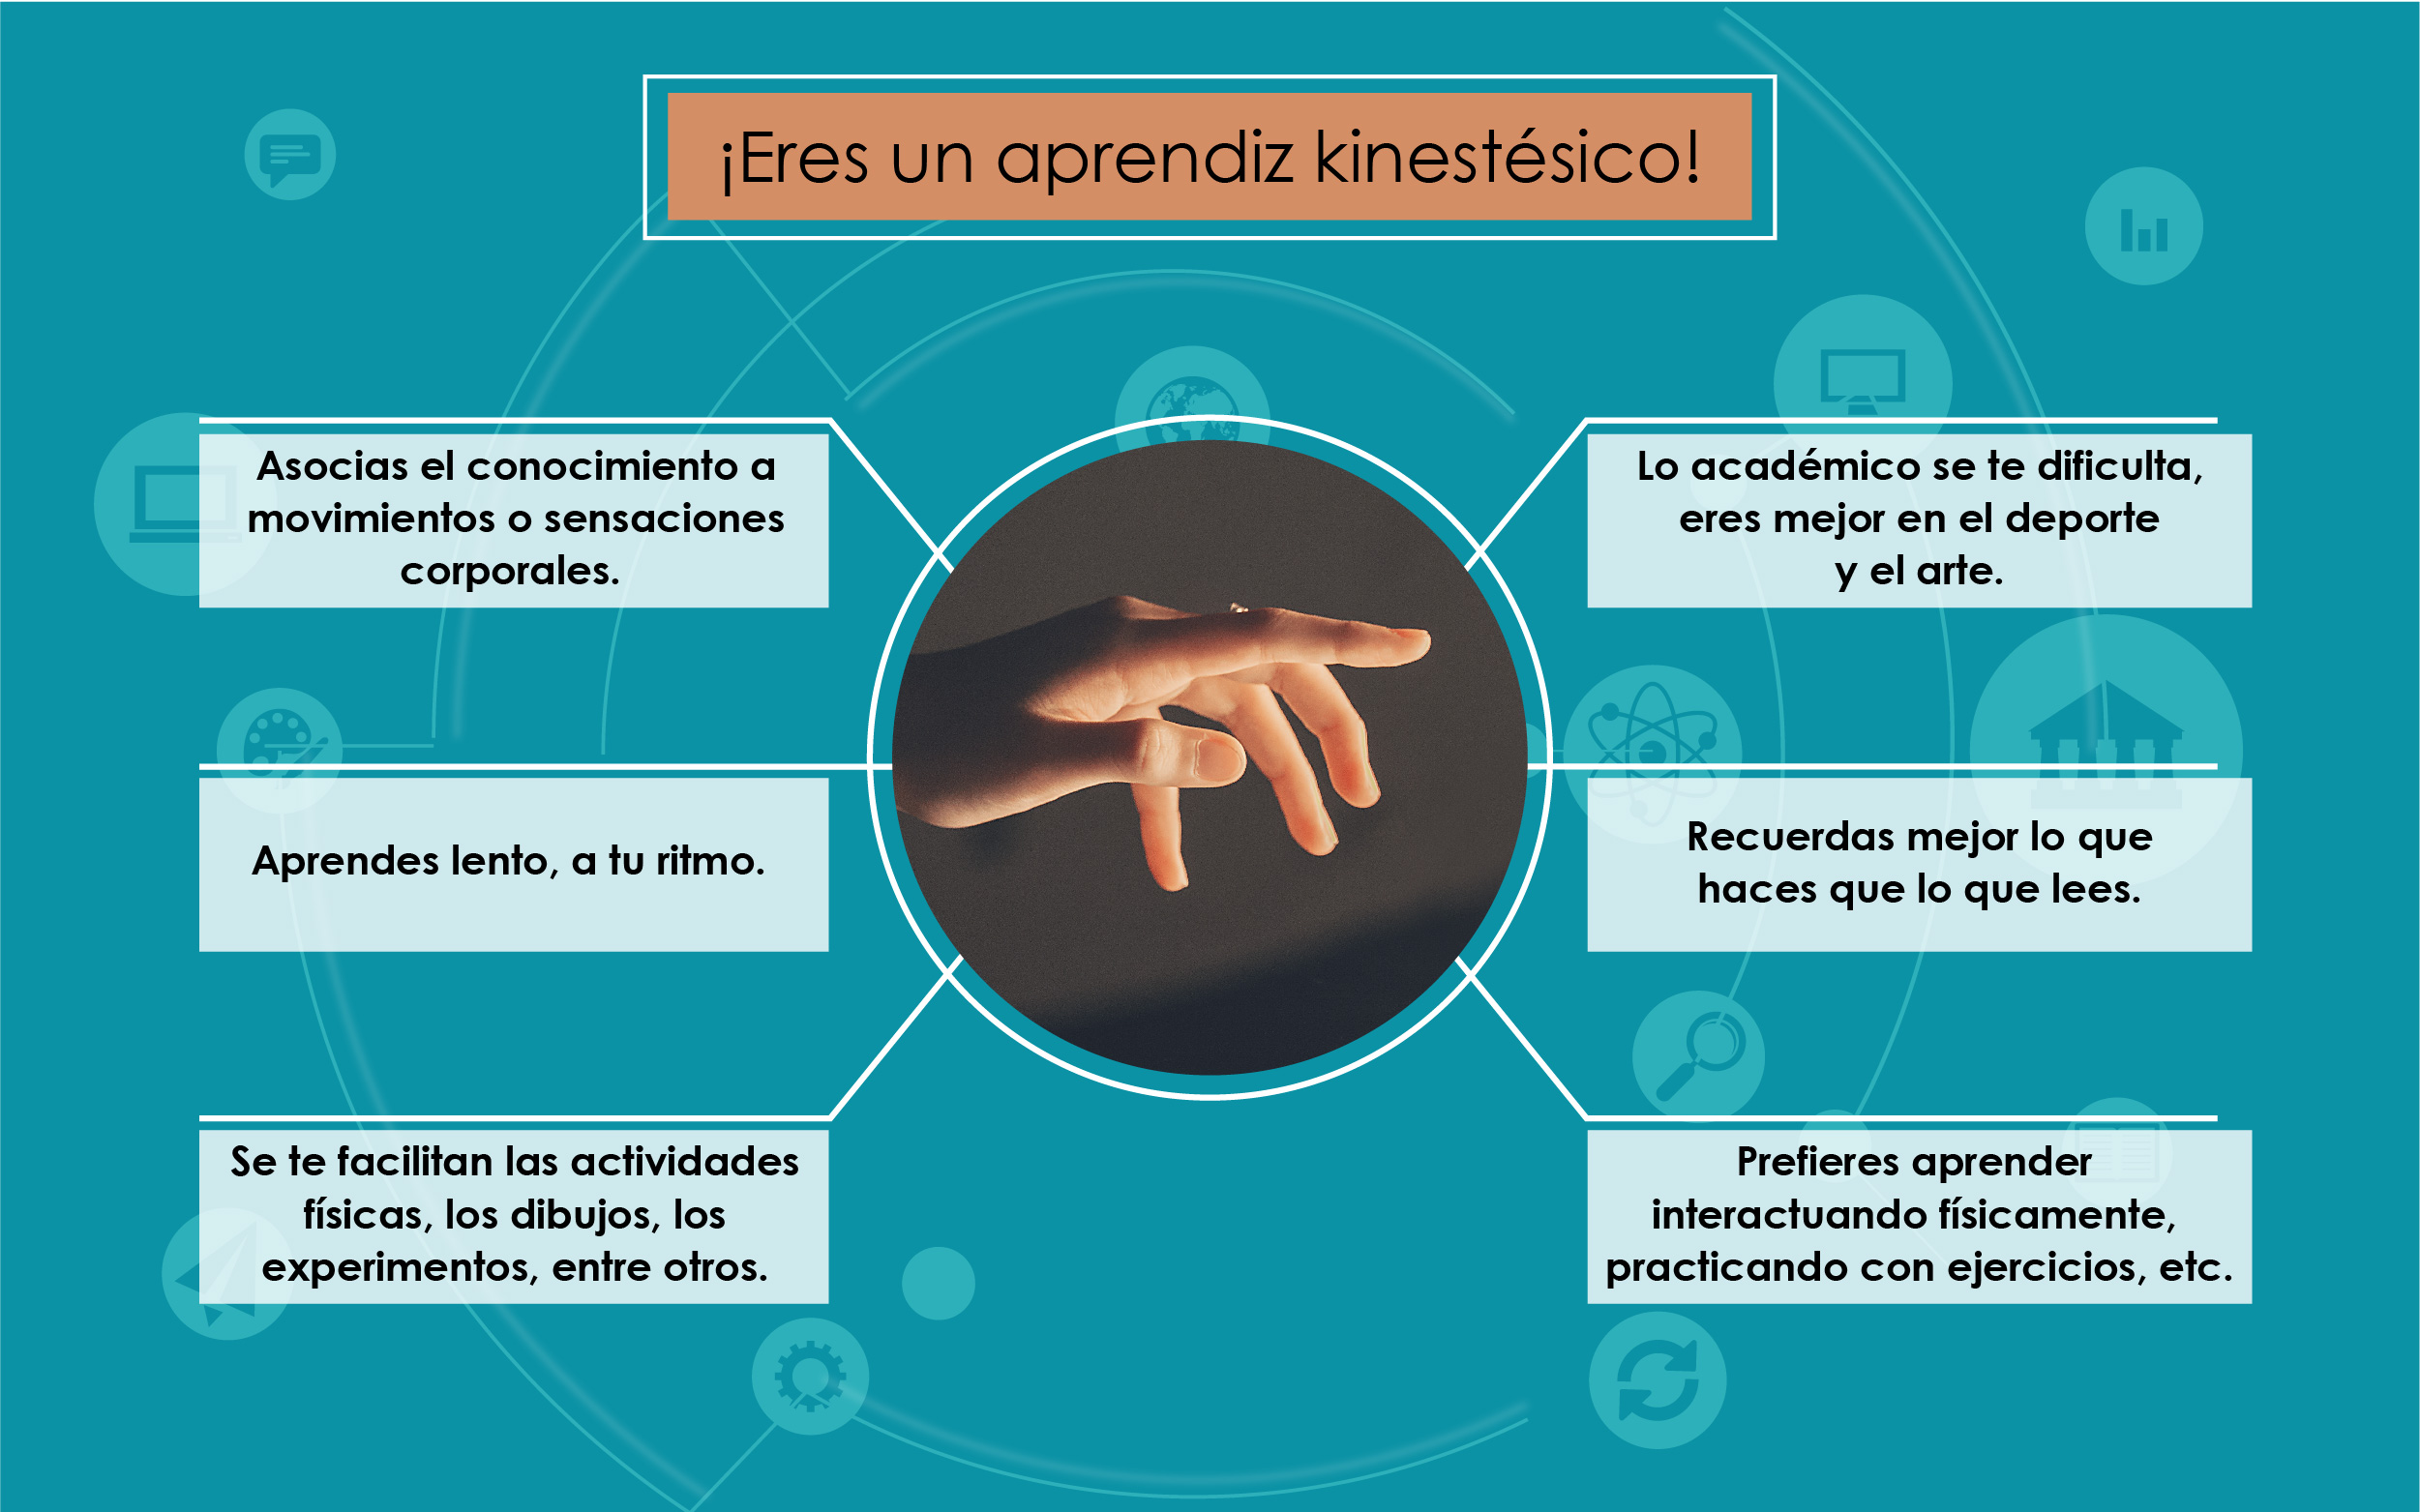 ¡Eres un aprendiz kinestésico!
Asocias el conocimiento a
movimientos o sensaciones
corporales.
Aprendes lento, a tu ritmo.
Se te facilitan las actividades
físicas, los dibujos, los
experimentos, entre otros.
Lo académico se te dificulta,
eres mejor en el deporte
y el arte.
Recuerdas mejor lo que
haces que lo que lees.
Prefieres aprender
interactuando físicamente,
practicando con ejercicios, etc.